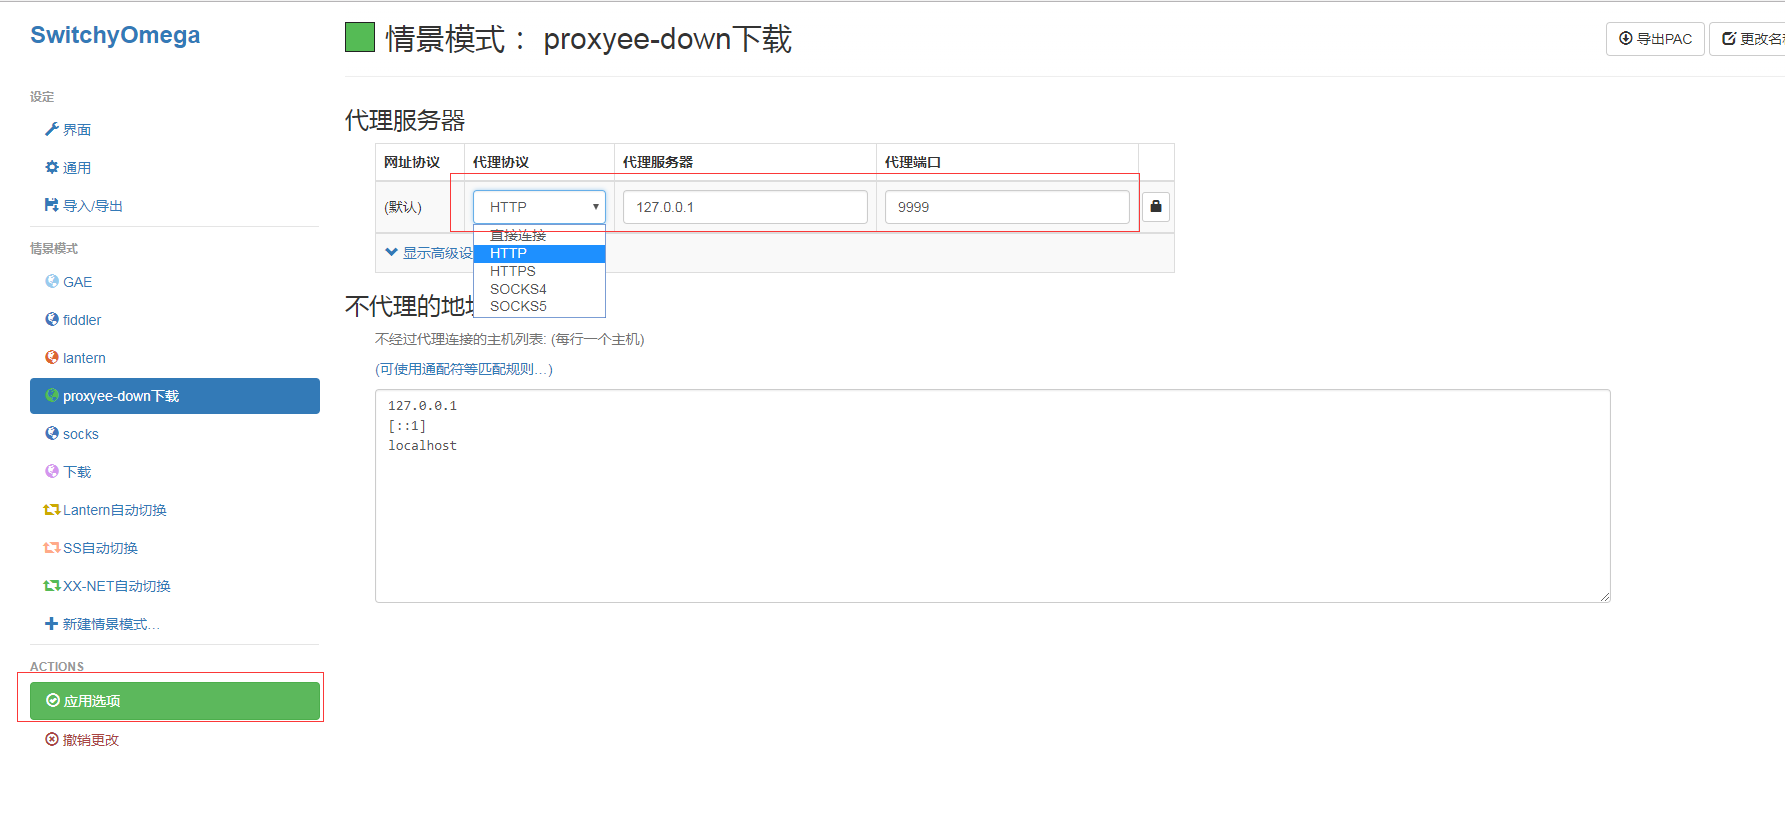 SwitchyOmega
设定
界面
通用
导入/导出
情景模式
GAE
fiddler
lantern
proxyee-down下载
socks
下载
Lantern自动切换
SS自动切换
XX-NET自动切换
新建情景模式...
ACTIONS
应用选项
撤销更改
情景模式： proxyee-down下载
导出PAC
更改名
代理服务器
网址协议 代理协议 代理服务器 代理端口
(默认) HTTP 127.0.0.1 9999
直接连接
HTTP
HTTPS
SOCKS4
SOCKS5
显示高级设
不代理的地
不经过代理连接的主机列表: (每行一个主机)
(可使用通配符等匹配规则...)
127.0.0.1
[::1]
localhost